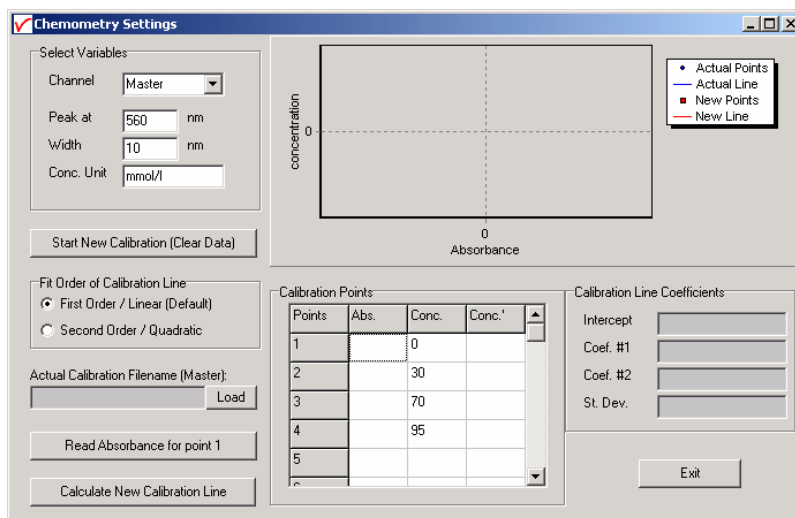 Chemometry Settings
Select Variables
Channel Master
Peak at 560 nm
Width 10 nm
Conc. Unit mmol/l
Start New Calibration (Clear Data)
Fit Order of Calibration Line
First Order / Linear (Default)
Second Order / Quadratic
Actual Calibration Filename (Master):
Load
Read Absorbance for point 1
Calculate New Calibration Line
concentration
0
0
Absorbance
Actual Points
Actual Line
New Points
New Line
Calibration Points
Points Abs. Conc. Conc.'
1 0
2 30
3 70
4 95
5
Calibration Line Coefficients
Intercept
Coef. #1
Coef. #2
St. Dev.
Exit